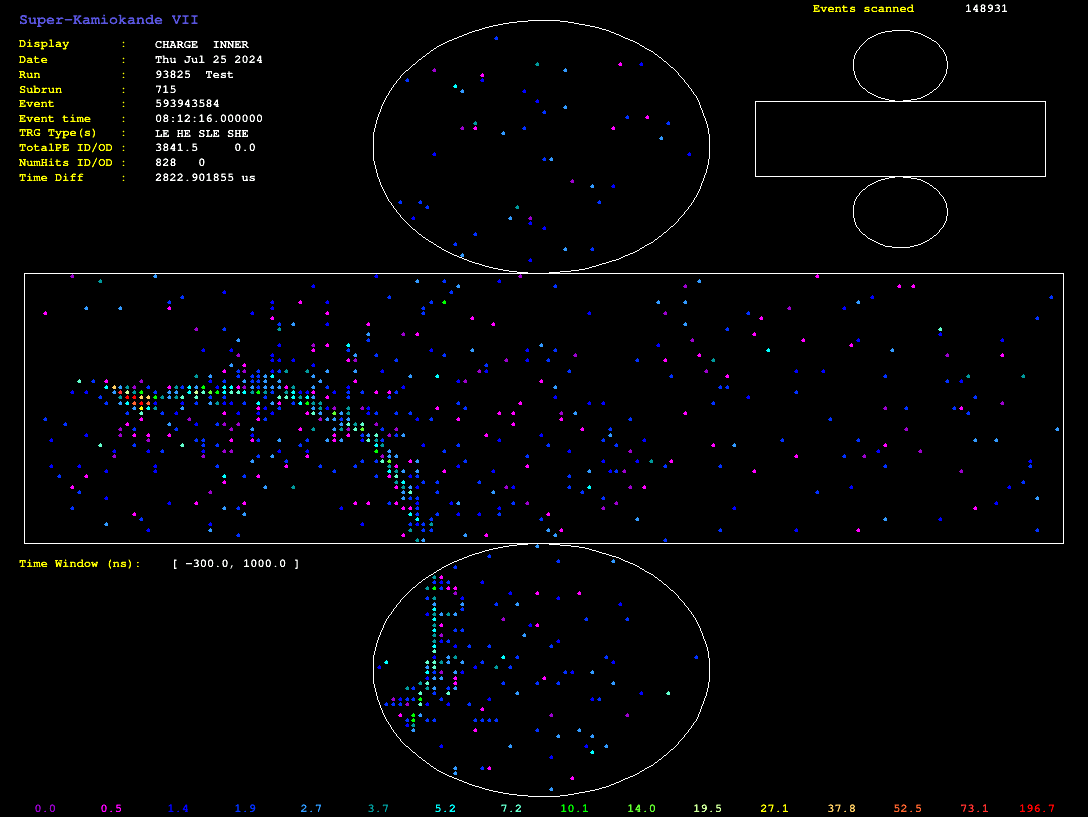 Super-Kamiokande VII
Events scanned 148931
Display : CHARGE INNER
Date : Thu Jul 25 2024
Run : 93825 Test
Subrun : 715
Event : 593943584
Event time : 08:12:16.000000
TRG Type(s) : LE HE SLE SHE
TotalPE ID/OD : 3841.5 0.0
NumHits ID/OD : 828 0
Time Diff : 2822.901855 us
Time Window (ns): [ -300.0, 1000.0 ]
0.0 0.5 1.4 1.9 2.7 3.7 5.2 7.2 10.1 14.0 19.5 27.1 37.8 52.5 73.1 196.7